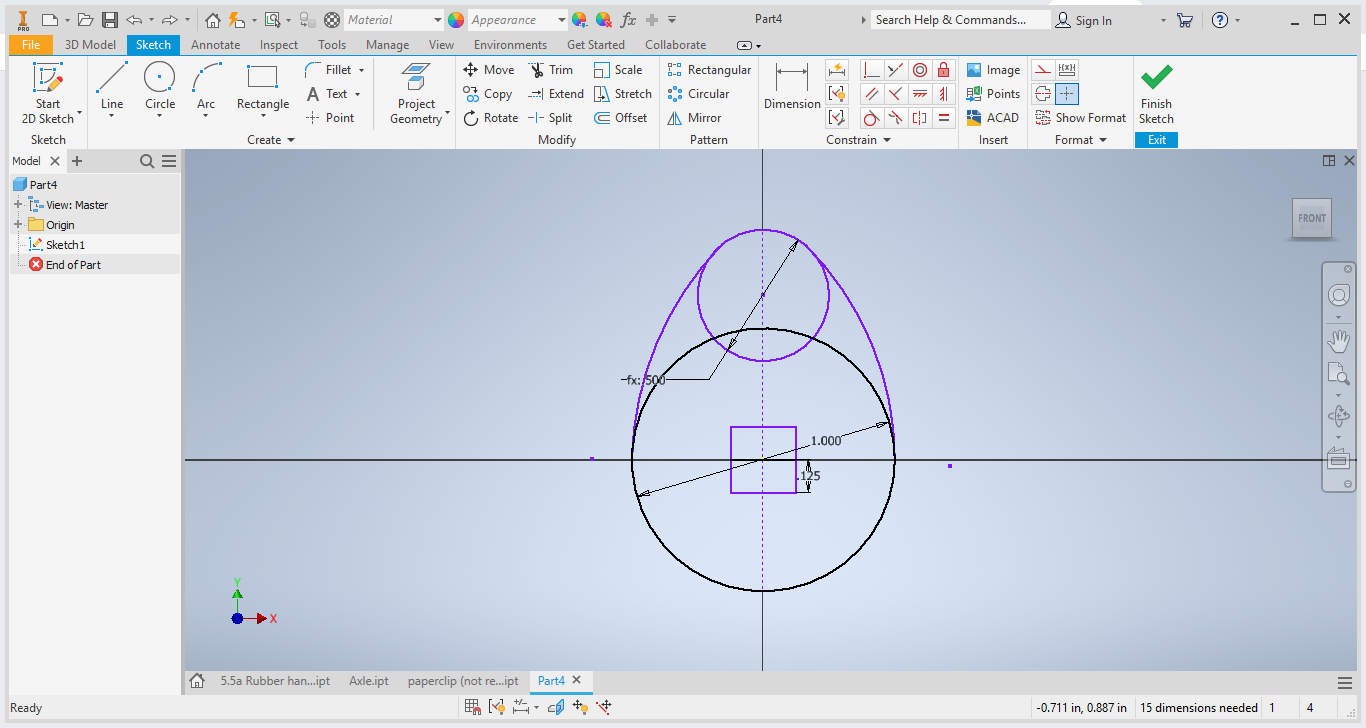 PRO
Material
Appearance
fx
Part4
Search Help & Commands...
Sign In
File
3D Model
Sketch
Annotate
Inspect
Tools
Manage
View
Environments
Get Started
Collaborate
Start
2D Sketch
Line
Circle
Arc
Rectangle
Fillet
Text
Point
Project
Geometry
Move
Copy
Rotate
Trim
Extend
Split
Scale
Stretch
Offset
Rectangular
Circular
Mirror
Dimension
Image
Points
ACAD
Show Format
Finish
Sketch
Sketch
Create
Modify
Pattern
Constrain
Insert
Format
Exit
Model
Part4
View: Master
Origin
Sketch1
End of Part
FRONT
fx:.500
1.000
.125
Y
X
5.5a Rubber han...ipt
Axle.ipt
paperclip (not re...ipt
Part4
Ready
-0.711 in, 0.887 in
15 dimensions needed
1
4